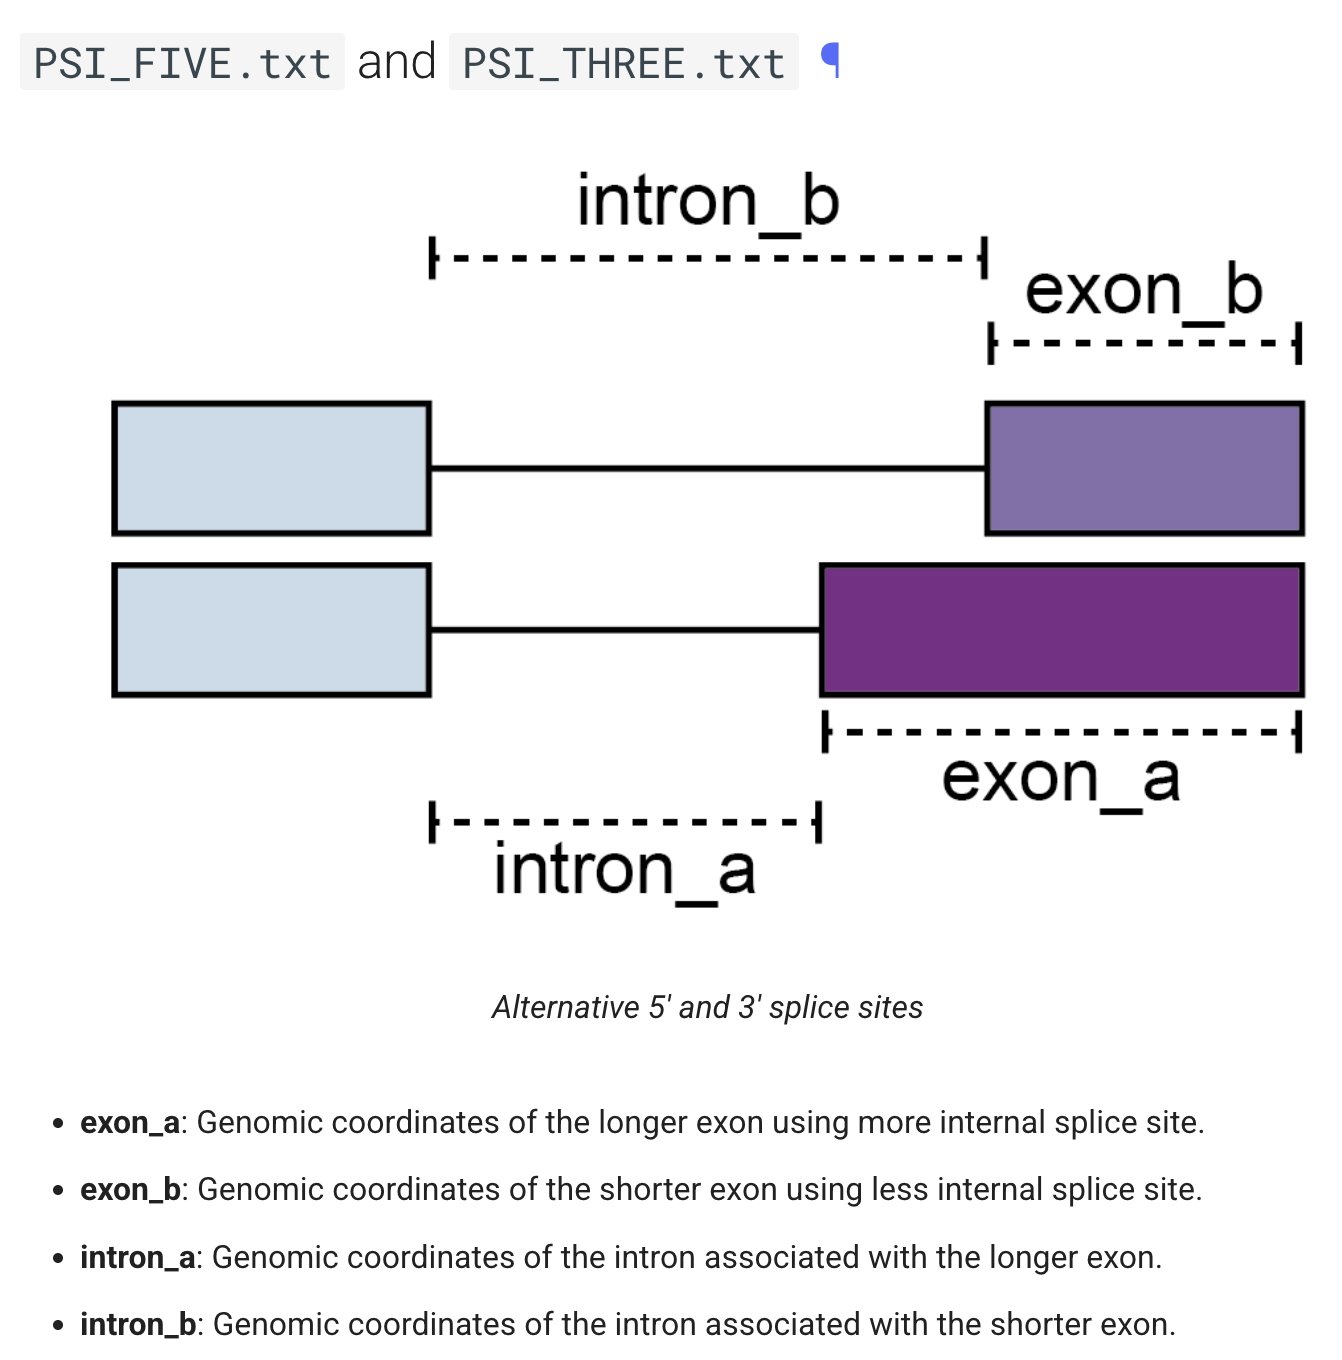 PSI_FIVE.txt and PSI_THREE.txt ¶
intron_b
exon_b
exon_a
intron_a
Alternative 5' and 3' splice sites
• exon_a: Genomic coordinates of the longer exon using more internal splice site.
• exon_b: Genomic coordinates of the shorter exon using less internal splice site.
• intron_a: Genomic coordinates of the intron associated with the longer exon.
• intron_b: Genomic coordinates of the intron associated with the shorter exon.